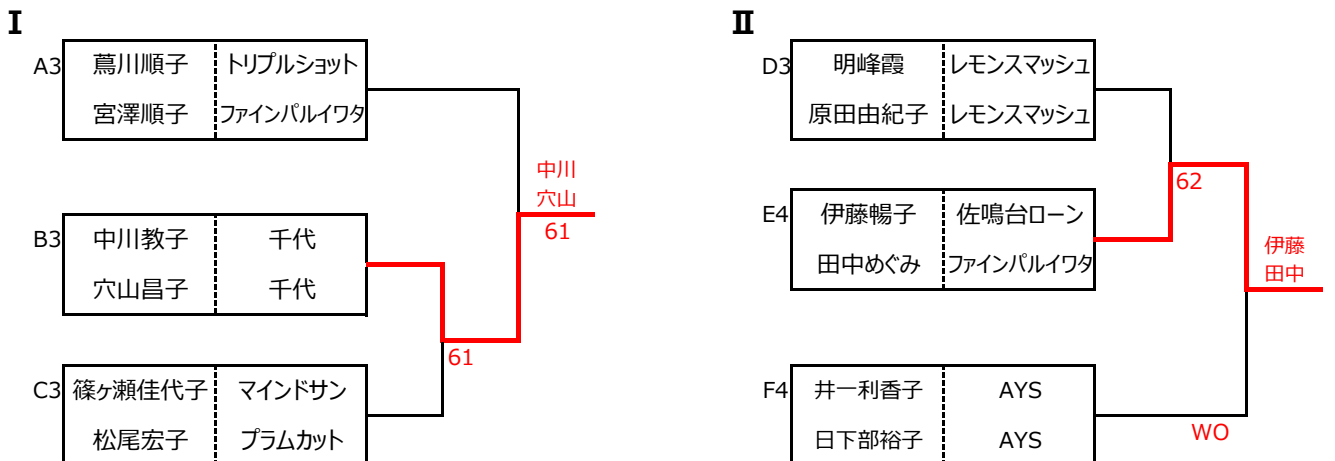 Ⅰ
A3 蔦川順子 トリプルショット
宮澤順子 ファインパルイワタ
中川
穴山
61
B3 中川教子 千代
穴山昌子 千代
61
C3 篠ヶ瀬佳代子 マインドサン
松尾宏子 プラムカット
Ⅱ
D3 明峰霞 レモンスマッシュ
原田由紀子 レモンスマッシュ
62
E4 伊藤暢子 佐鳴台ローン
田中めぐみ ファインパルイワタ
伊藤
田中
F4 井一利香子 AYS
日下部裕子 AYS
WO